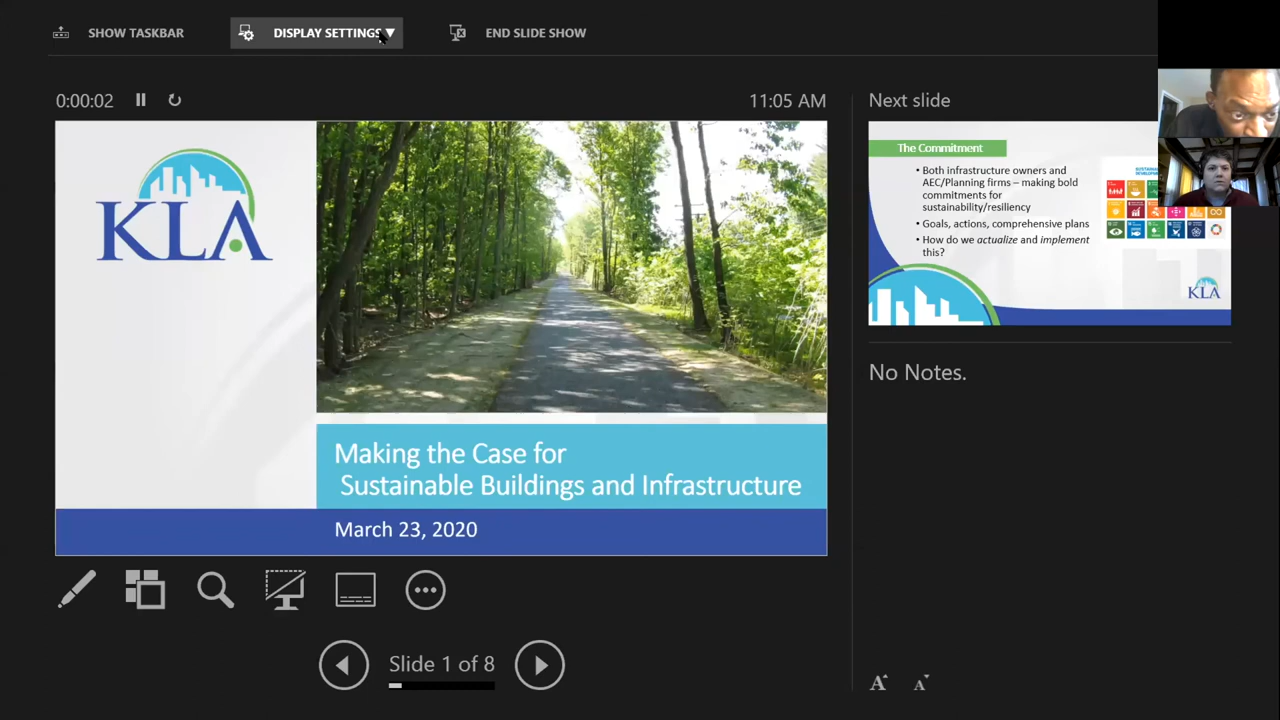 SHOW TASKBAR
DISPLAY SETTINGS ▼
END SLIDE SHOW
0:00:02
11:05 AM
KLA
Making the Case for
Sustainable Buildings and Infrastructure
March 23, 2020
Slide 1 of 8
Next slide
The Commitment
• Both infrastructure owners and
AEC/Planning firms – making bold
commitments for
sustainability/resiliency
• Goals, actions, comprehensive plans
• How do we actualize and implement
this?
KLA
No Notes.
A A